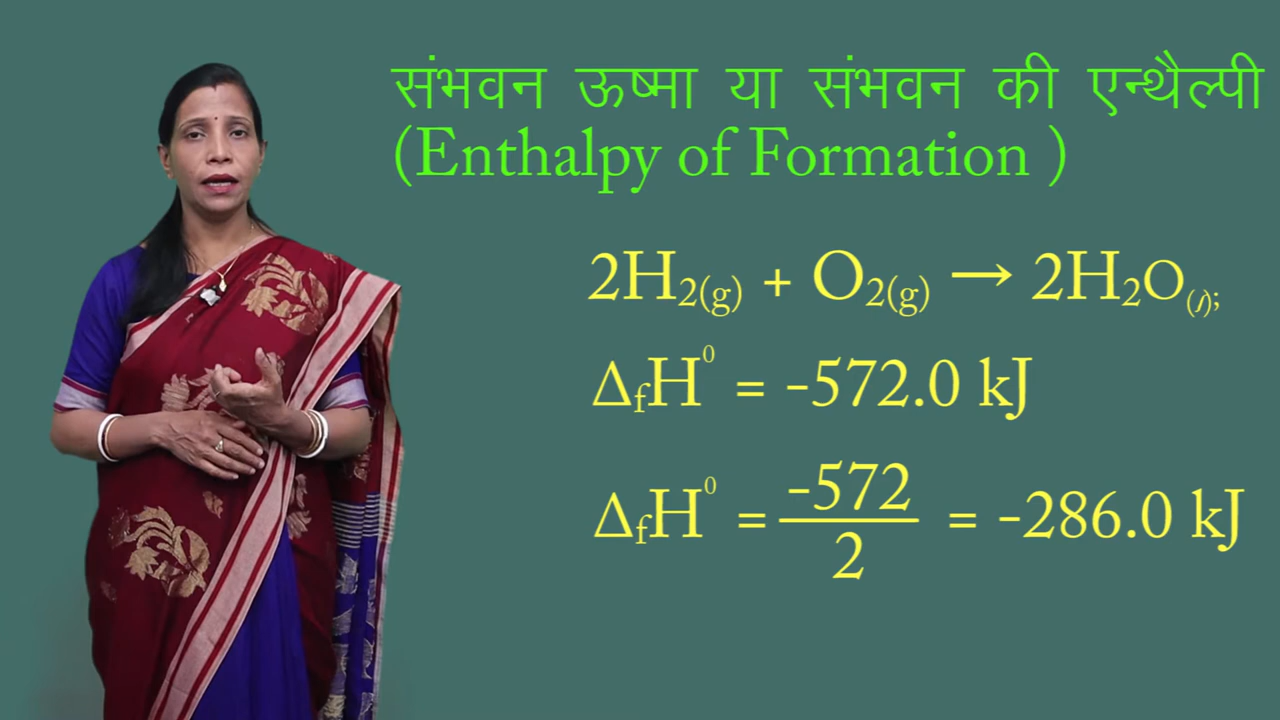 संभवन ऊष्मा या संभवन की एन्थैल्पी
(Enthalpy of Formation )
2H₂(g) + O₂(g) → 2H₂O(l);
ΔfH⁰ = -572.0 kJ
ΔfH⁰ = -572/2 = -286.0 kJ